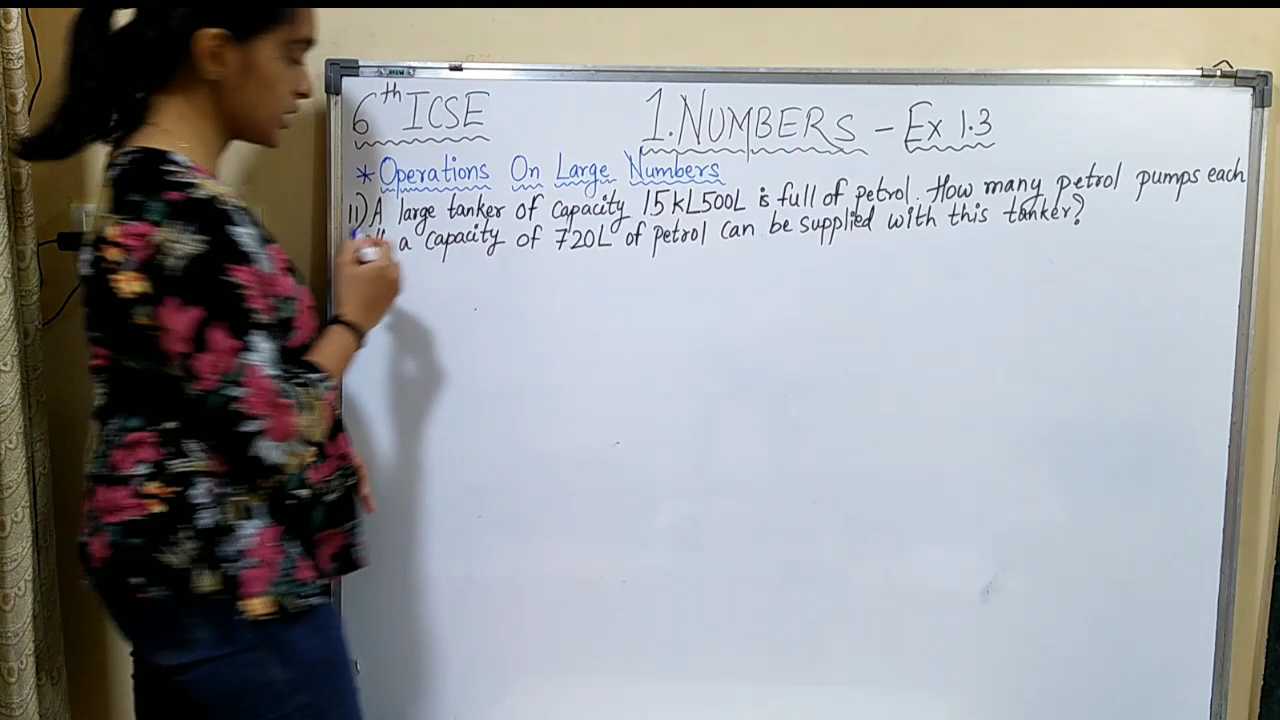 6th ICSE
1. NUMBERS - Ex 1.3
* Operations On Large Numbers
11) A large tanker of capacity 15kL500L is full of petrol. How many petrol pumps each
a capacity of 720L of petrol can be supplied with this tanker?